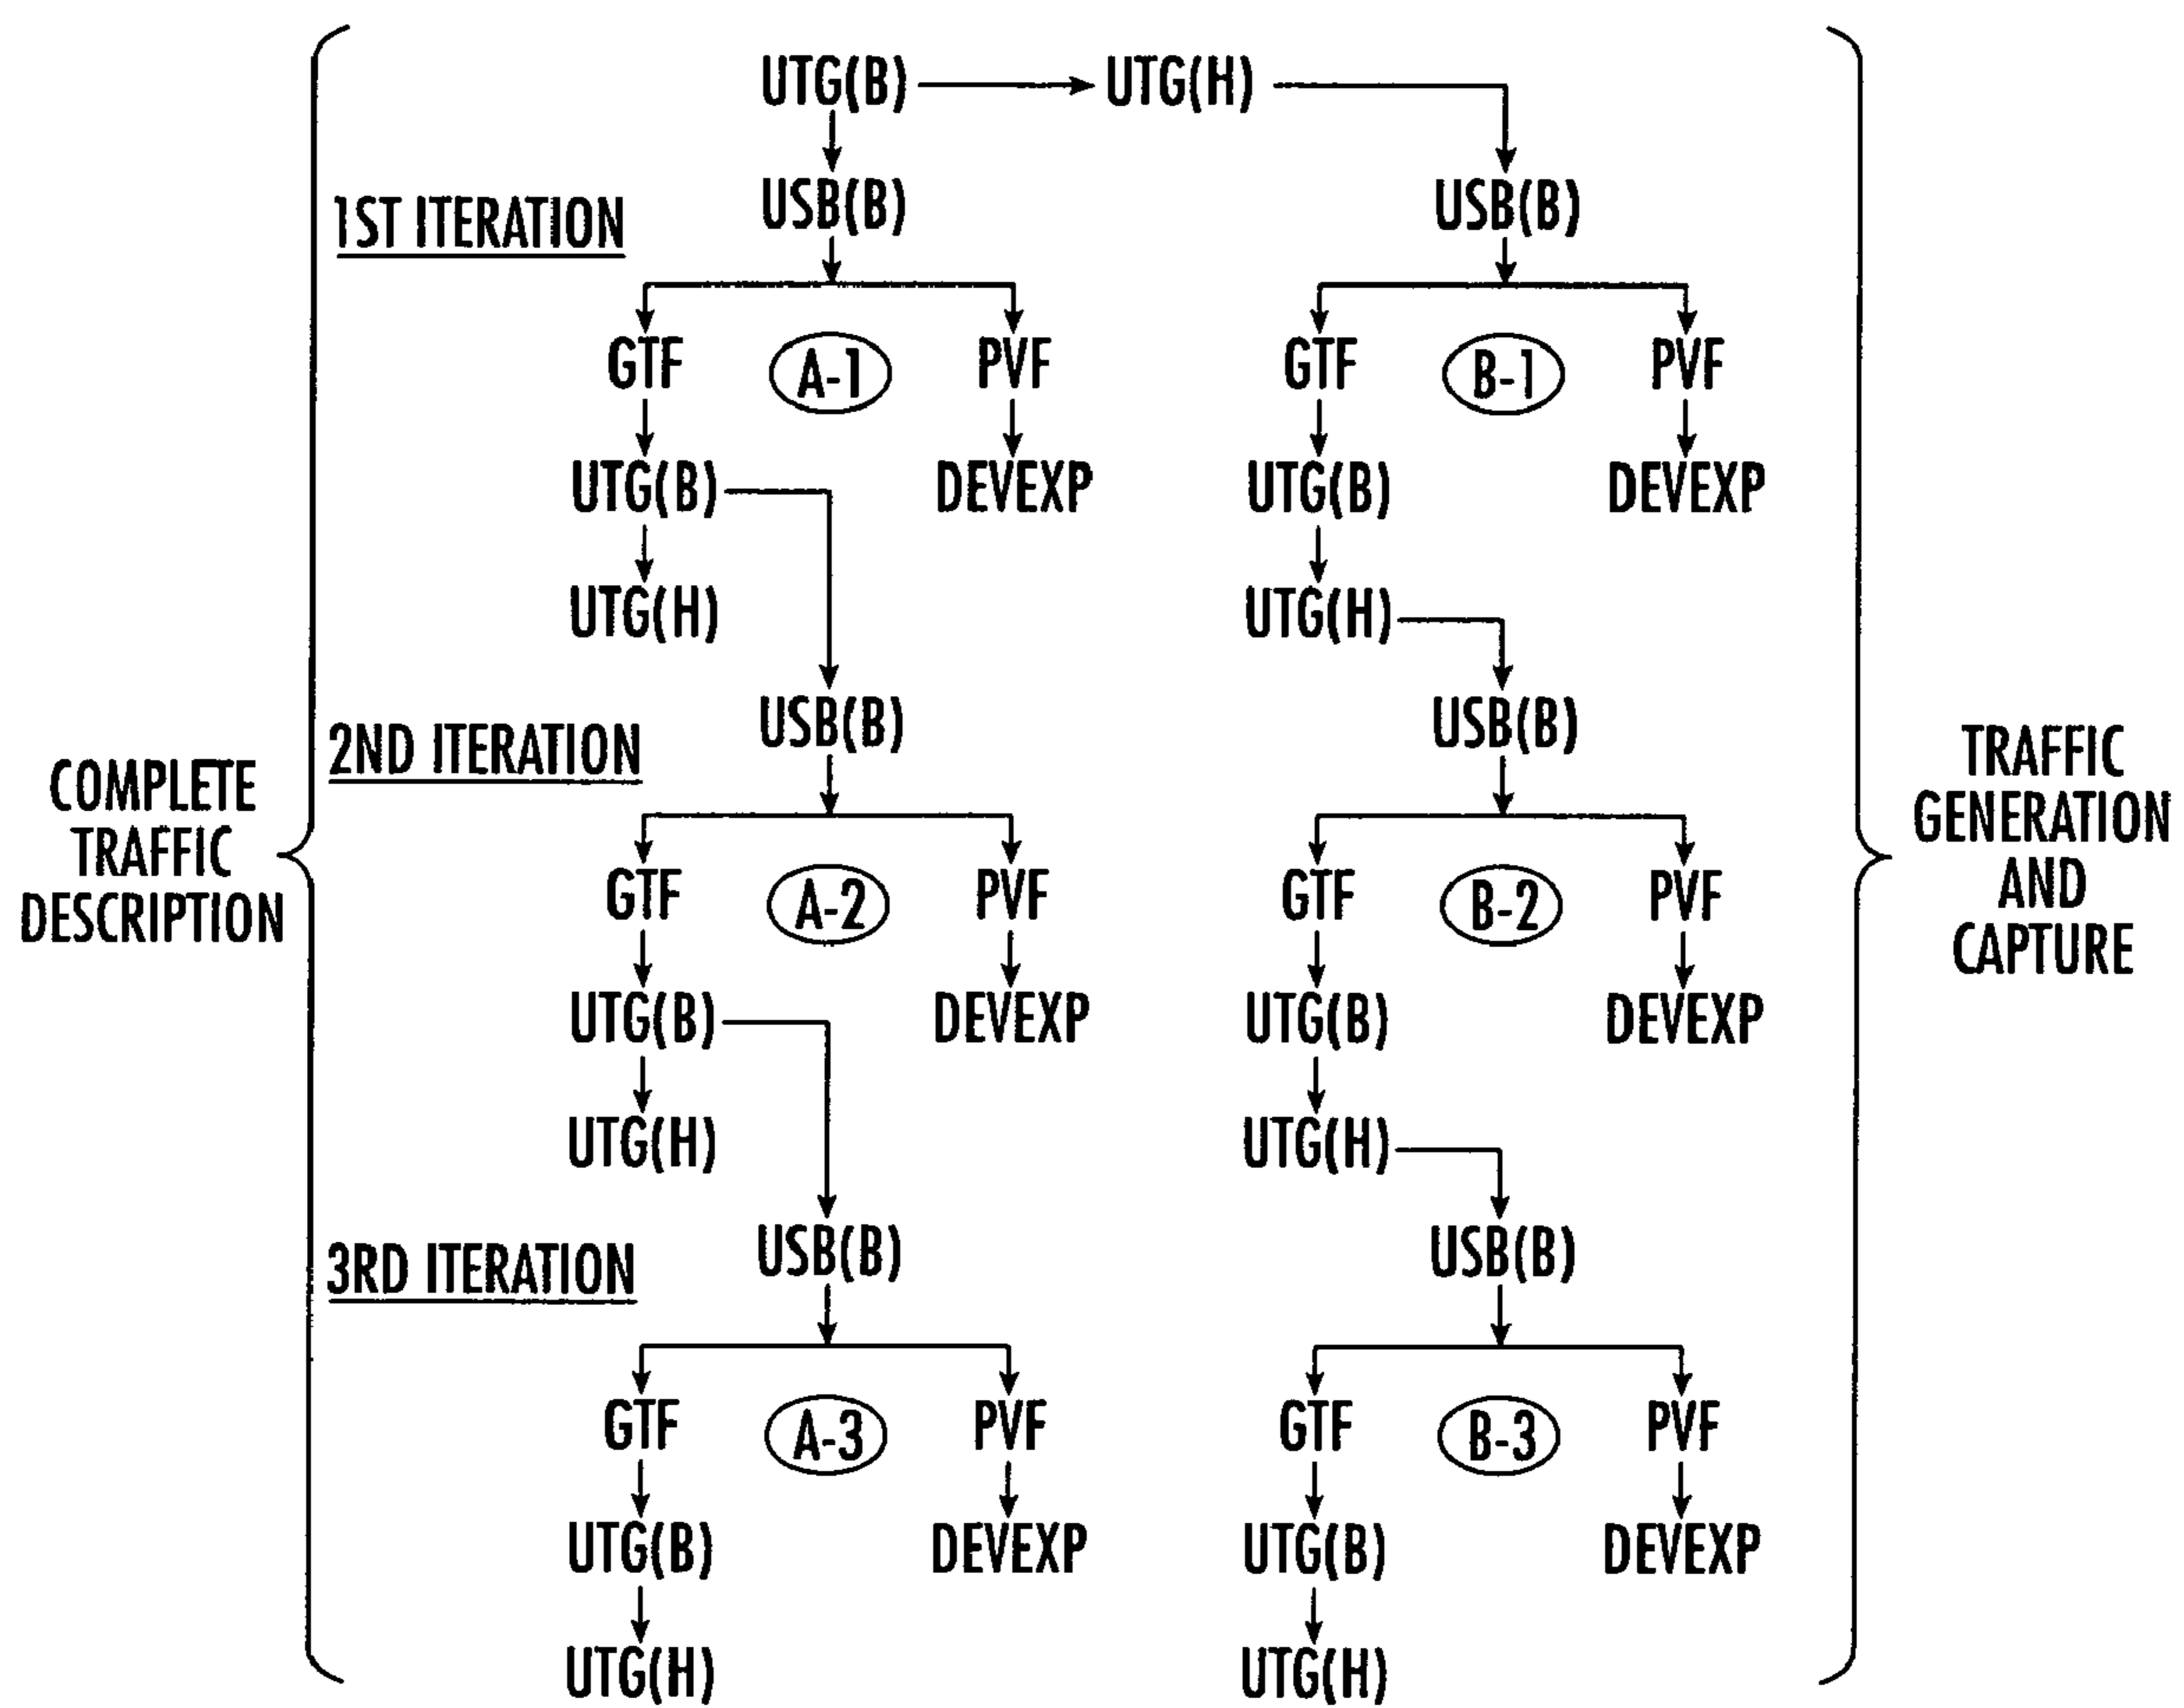 UTG(B) UTG(H)
USB(B) USB(B)
1ST ITERATION
GTF A-1 PVF GTF B-1 PVF
UTG(B) DEVEXP UTG(B) DEVEXP
UTG(H) UTG(H)
USB(B) USB(B)
2ND ITERATION
COMPLETE
TRAFFIC
DESCRIPTION
TRAFFIC
GENERATION
AND
CAPTURE
GTF A-2 PVF GTF B-2 PVF
UTG(B) DEVEXP UTG(B) DEVEXP
UTG(H) UTG(H)
USB(B) USB(B)
3RD ITERATION
GTF A-3 PVF GTF B-3 PVF
UTG(B) DEVEXP UTG(B) DEVEXP
UTG(H) UTG(H)